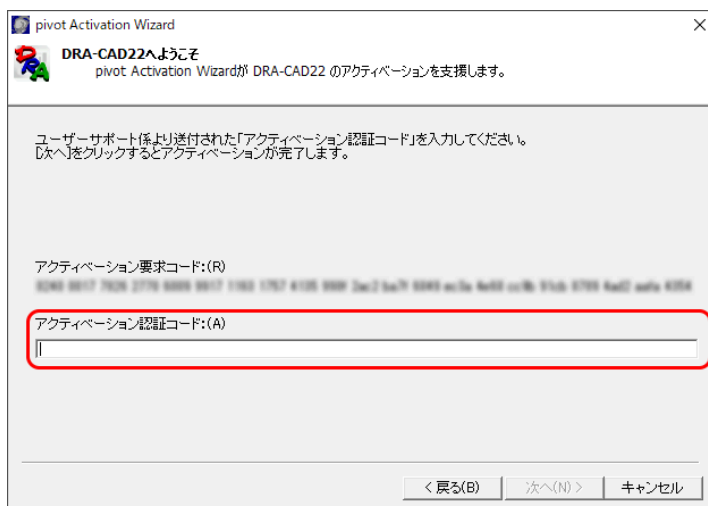 pivot Activation Wizard
DRA
DRA-CAD22へようこそ
pivot Activation Wizardが DRA-CAD22 のアクティベーションを支援します。
ユーザーサポート係より送付された「アクティベーション認証コード」を入力してください。
[次へ]をクリックするとアクティベーションが完了します。
アクティベーション要求コード:(R)
アクティベーション認証コード:(A)
< 戻る(B)
次へ(N) >
キャンセル